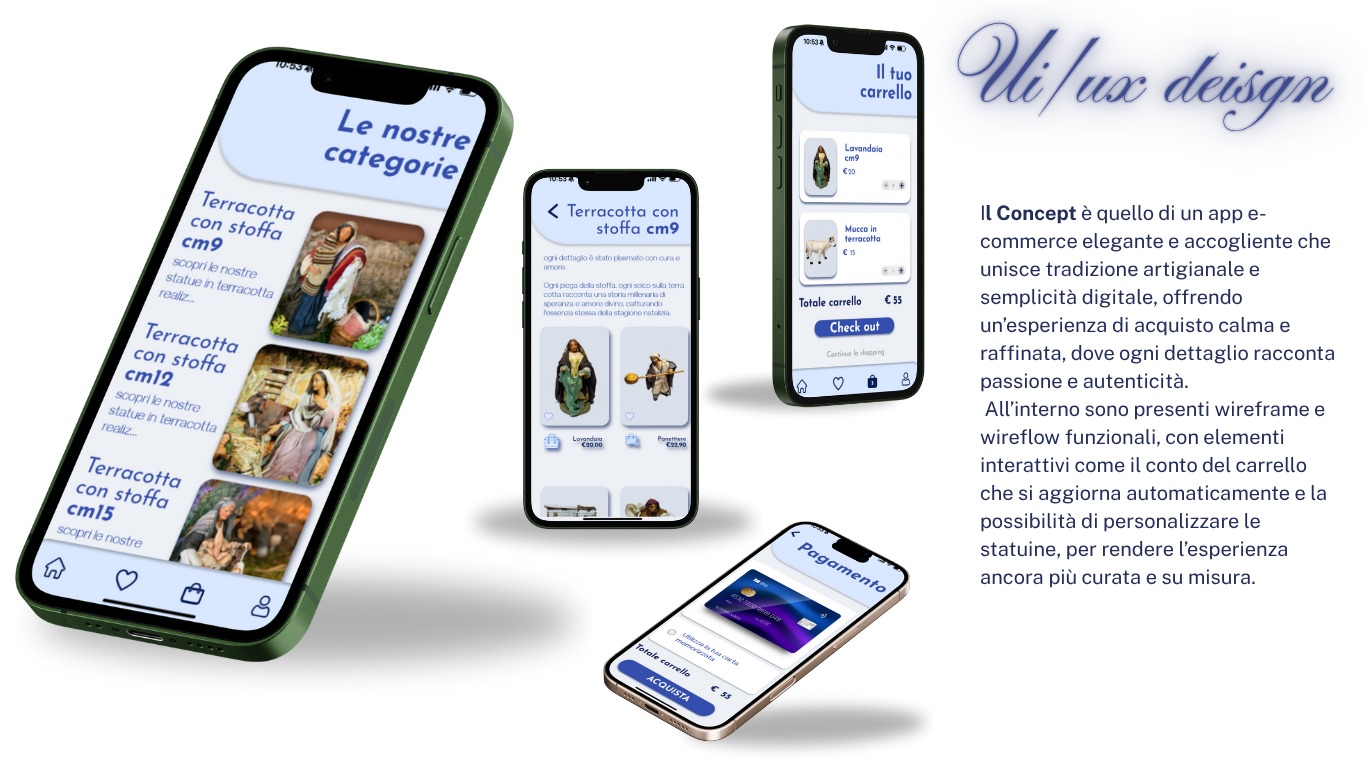 10:53
Le nostre
categorie
Terracotta
con stoffa
cm9
scopri le nostre
statue in terracotta
realiz...
Terracotta
con stoffa
cm12
scopri le nostre
statue in terracotta
realiz...
Terracotta
con stoffa
cm15
scopri le nostre
10:53
Terracotta con
stoffa cm9
ogni dettaglio è stato plasmato con cura e
amore.
Ogni piega della stoffa, ogni solco sulla terra
cotta racconta una storia millenaria di
speranza e amore divino, catturando
l'essenza stessa della stagione natalizia.
Lavandaia
€20,00
Panettiere
€22,90
10:53
Il tuo
carrello
Lavandaia
cm9
€20
Mucca in
terracotta
€ 15
Totale carrello € 55
Check out
Continua lo shopping
Pagamento
Utilizza la tua carta
memorizzata
Totale carrello € 55
ACQUISTA
Ui/ux deisgn
Il Concept è quello di un app e-
commerce elegante e accogliente che
unisce tradizione artigianale e
semplicità digitale, offrendo
un’esperienza di acquisto calma e
raffinata, dove ogni dettaglio racconta
passione e autenticità.
All’interno sono presenti wireframe e
wireflow funzionali, con elementi
interattivi come il conto del carrello
che si aggiorna automaticamente e la
possibilità di personalizzare le
statuine, per rendere l’esperienza
ancora più curata e su misura.